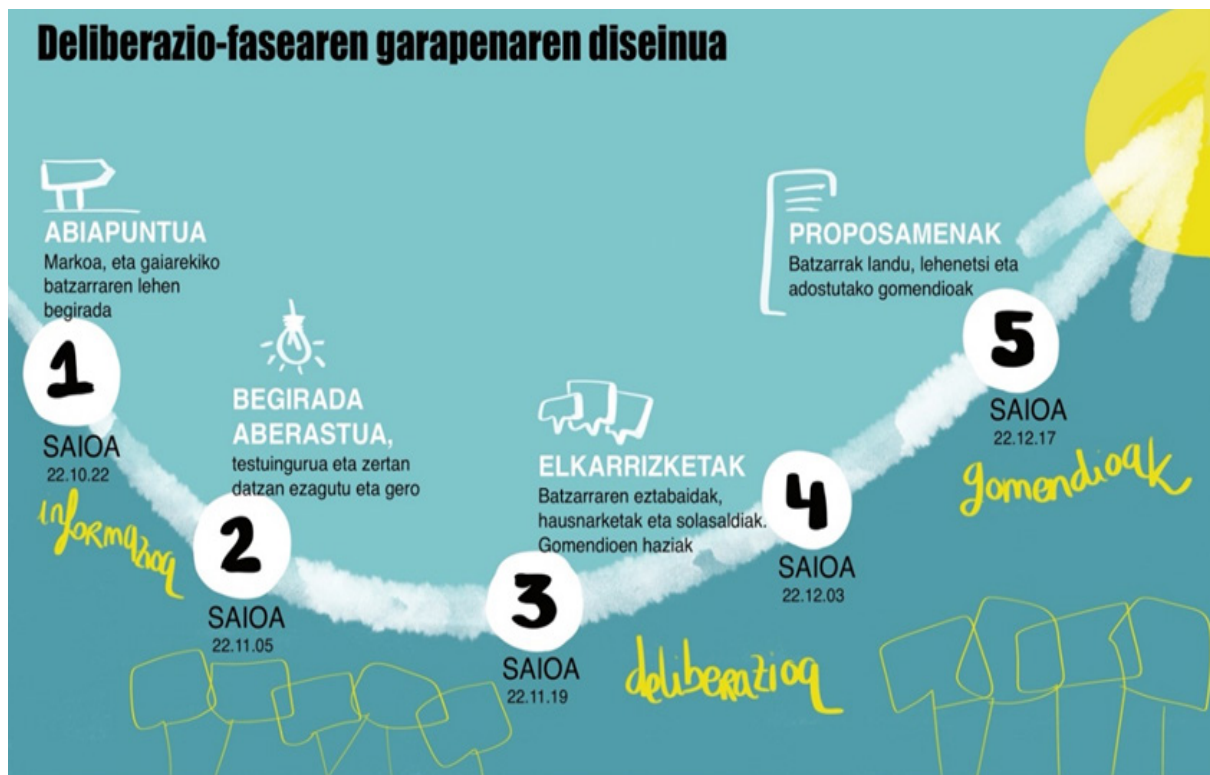 Deliberazio-fasearen garapenaren diseinua
ABIAPUNTUA
Markoa, eta gaiarekiko
batzarraren lehen
begirada
1
SAIOA
22.10.22
informazioa
BEGIRADA
ABERASTUA,
testuingurua eta zertan
datzan ezagutu eta gero
2
SAIOA
22.11.05
ELKARRIZKETAK
Batzarraren eztabaidak,
hausnarketak eta solasaldiak.
Gomendioen haziak
3
SAIOA
22.11.19
deliberazioa
4
SAIOA
22.12.03
PROPOSAMENAK
Batzarrak landu, lehenetsi eta
adostutako gomendioak
5
SAIOA
22.12.17
gomendioak